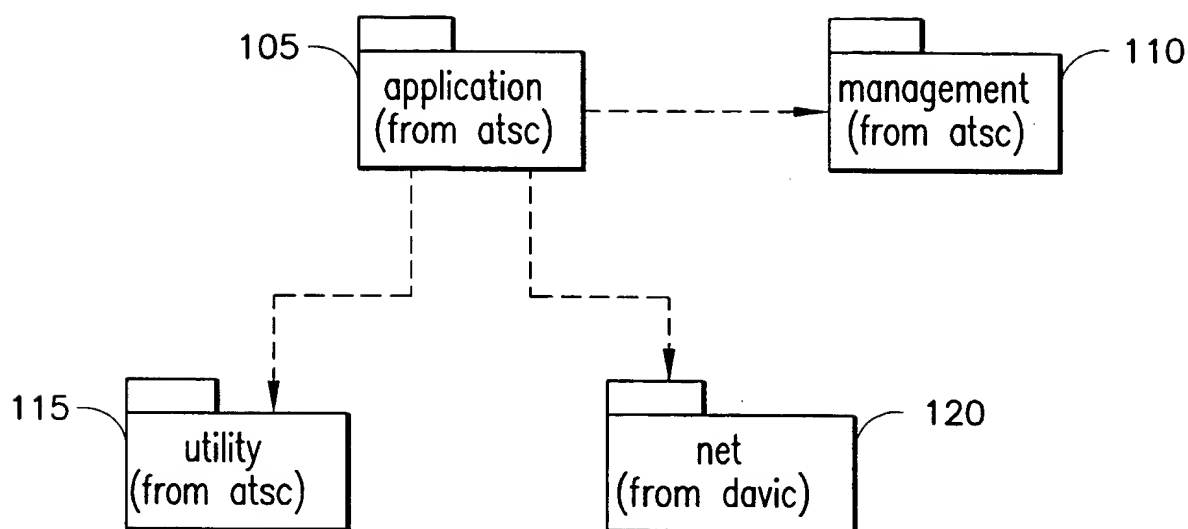 105
application
(from atsc)
management
(from atsc)
110
115
utility
(from atsc)
net
(from davic)
120